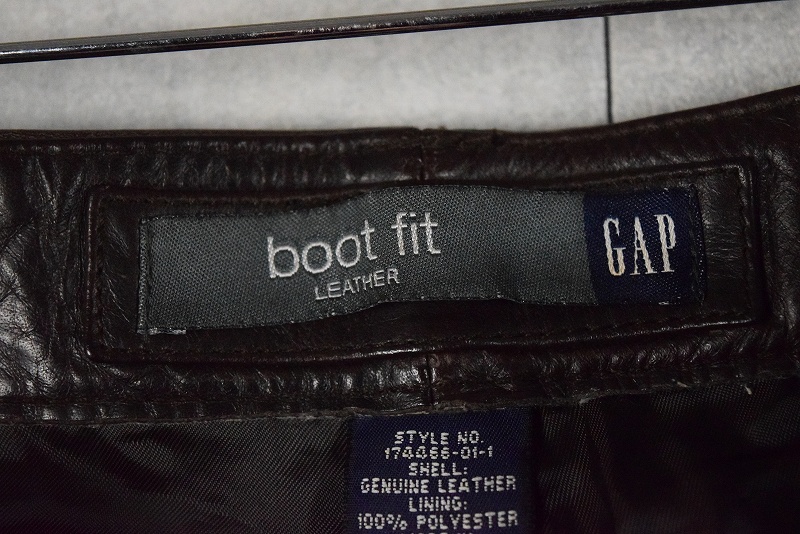 boot fit
LEATHER
GAP
STYLE NO.
174466-01-1
SHELL:
GENUINE LEATHER
LINING:
100% POLYESTER